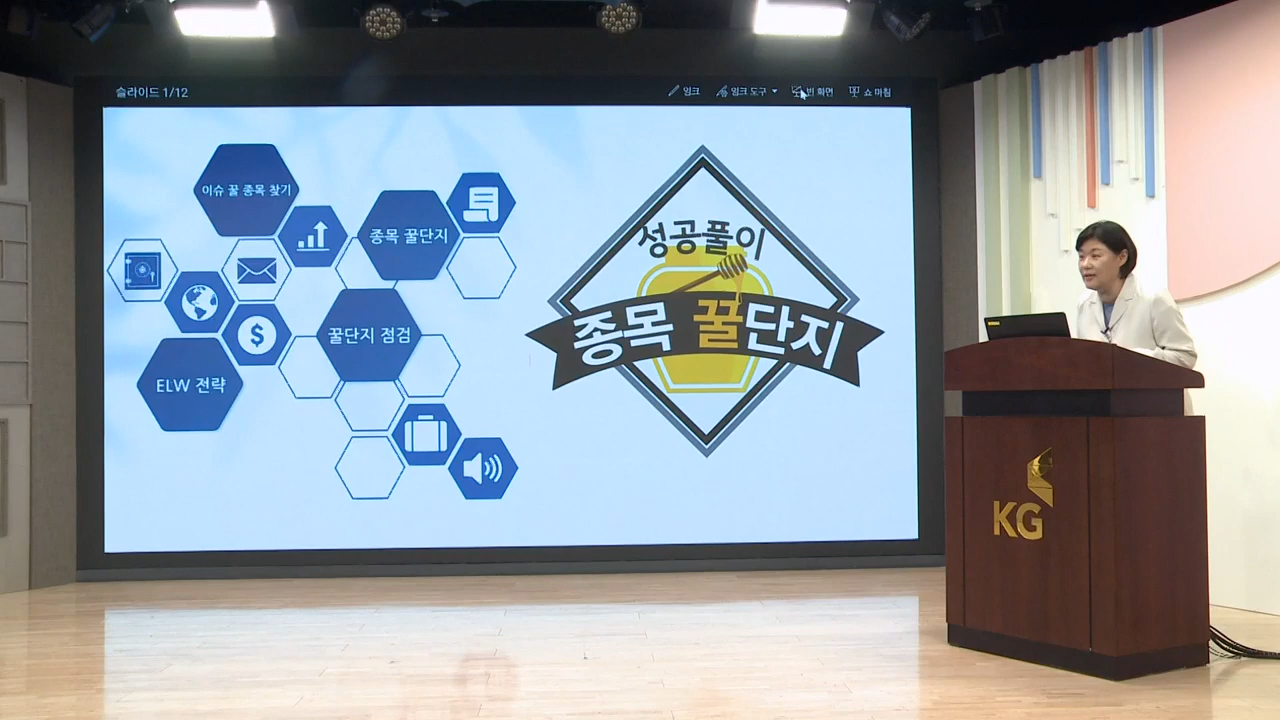 슬라이드 1/12
잉크
잉크 도구
빈 화면
쇼 마침
이슈 꿀 종목 찾기
종목 꿀단지
꿀단지 점검
ELW 전략
$
성공풀이
종목 꿀단지
KG